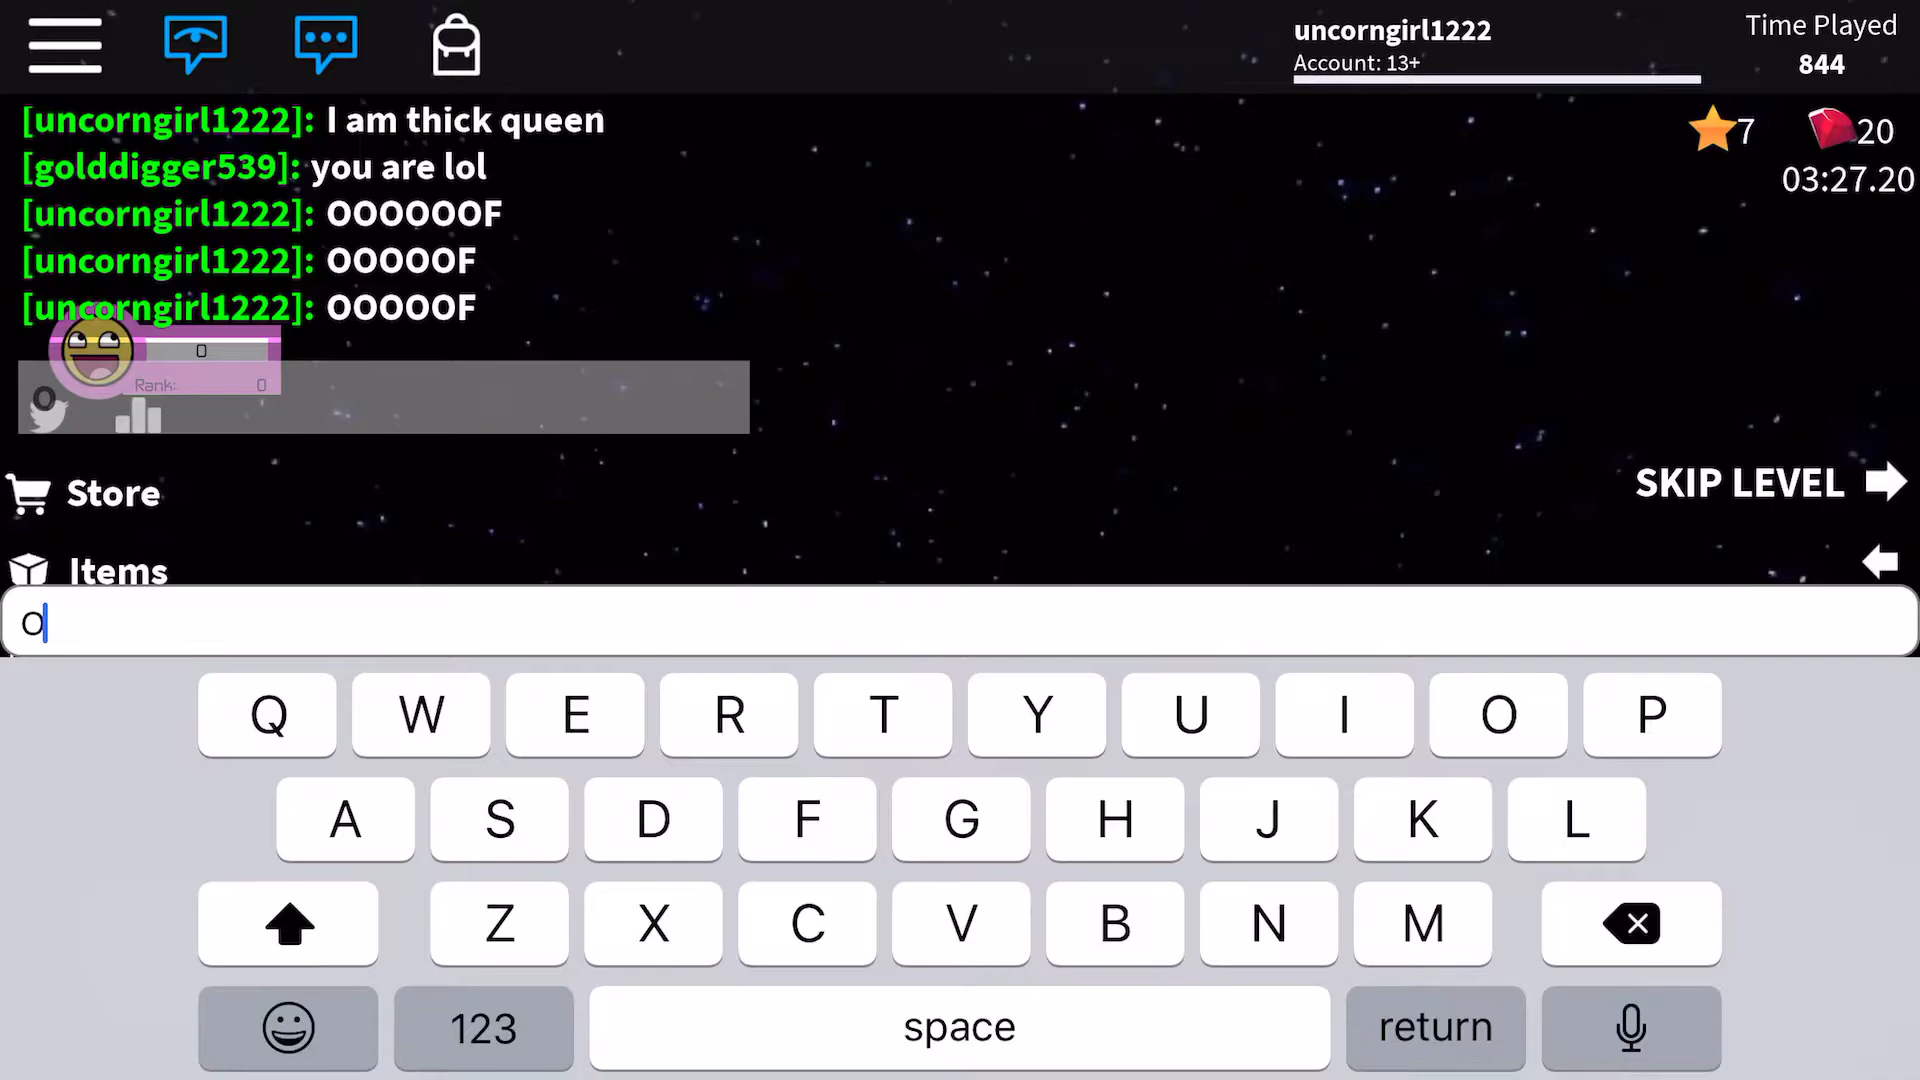 uncorngirl1222
Account: 13+
Time Played
844
[uncorngirl1222]: I am thick queen
[golddigger539]: you are lol
[uncorngirl1222]: OOOOOOF
[uncorngirl1222]: OOOOOF
[uncorngirl1222]: OOOOOF
7
20
03:27.20
0
Rank: 0
0
Store
SKIP LEVEL
Items
O
Q W E R T Y U I O P
A S D F G H J K L
Z X C V B N M
123 space return